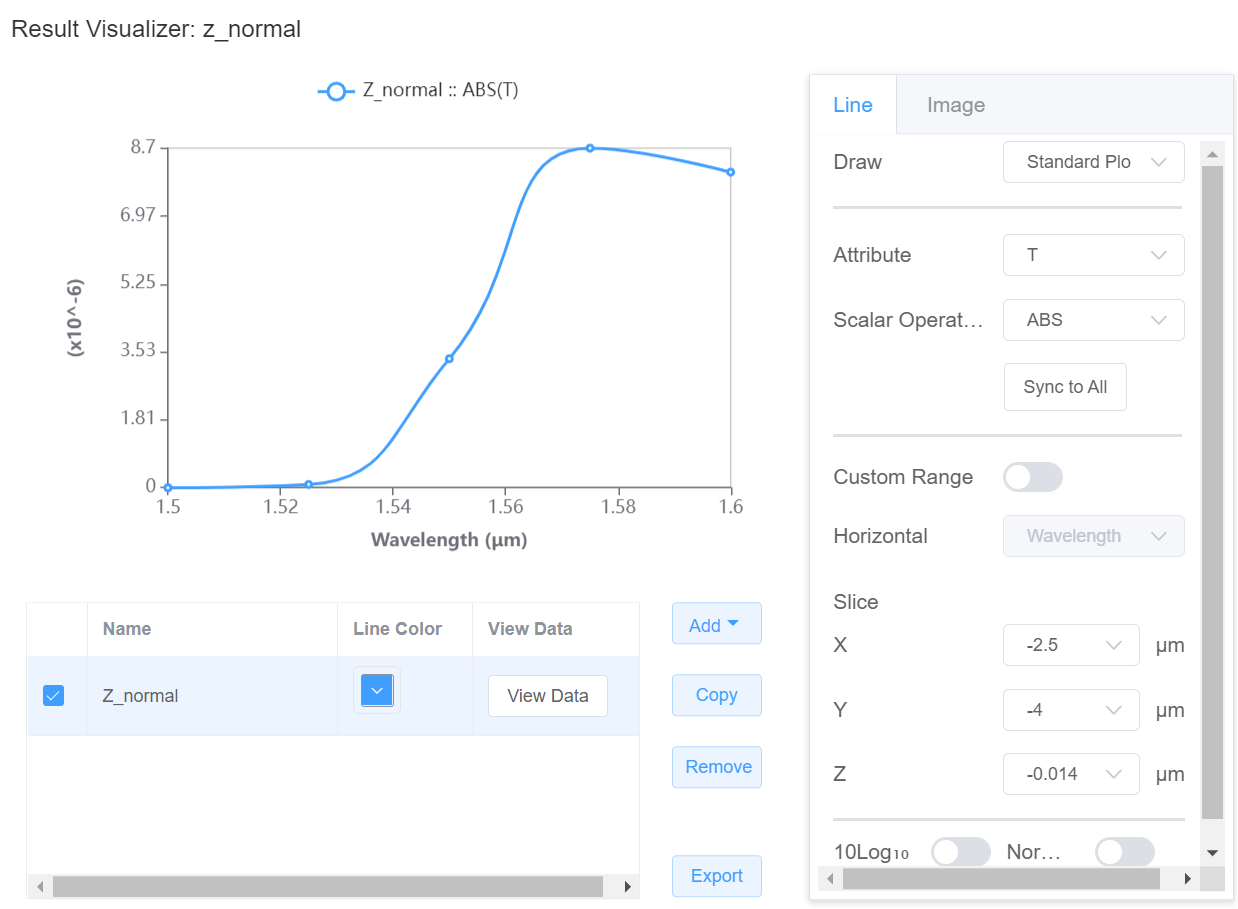 Result Visualizer: z_normal
Z_normal :: ABS(T)
8.7
6.97
5.25
3.53
1.81
0
(x10^-6)
1.5 1.52 1.54 1.56 1.58 1.6
Wavelength (μm)
Name Line Color View Data
Z_normal View Data
Add
Copy
Remove
Export
Line Image
Draw Standard Plo
Attribute T
Scalar Operat... ABS
Sync to All
Custom Range
Horizontal Wavelength
Slice
X -2.5 μm
Y -4 μm
Z -0.014 μm
10Log₁₀ Nor...